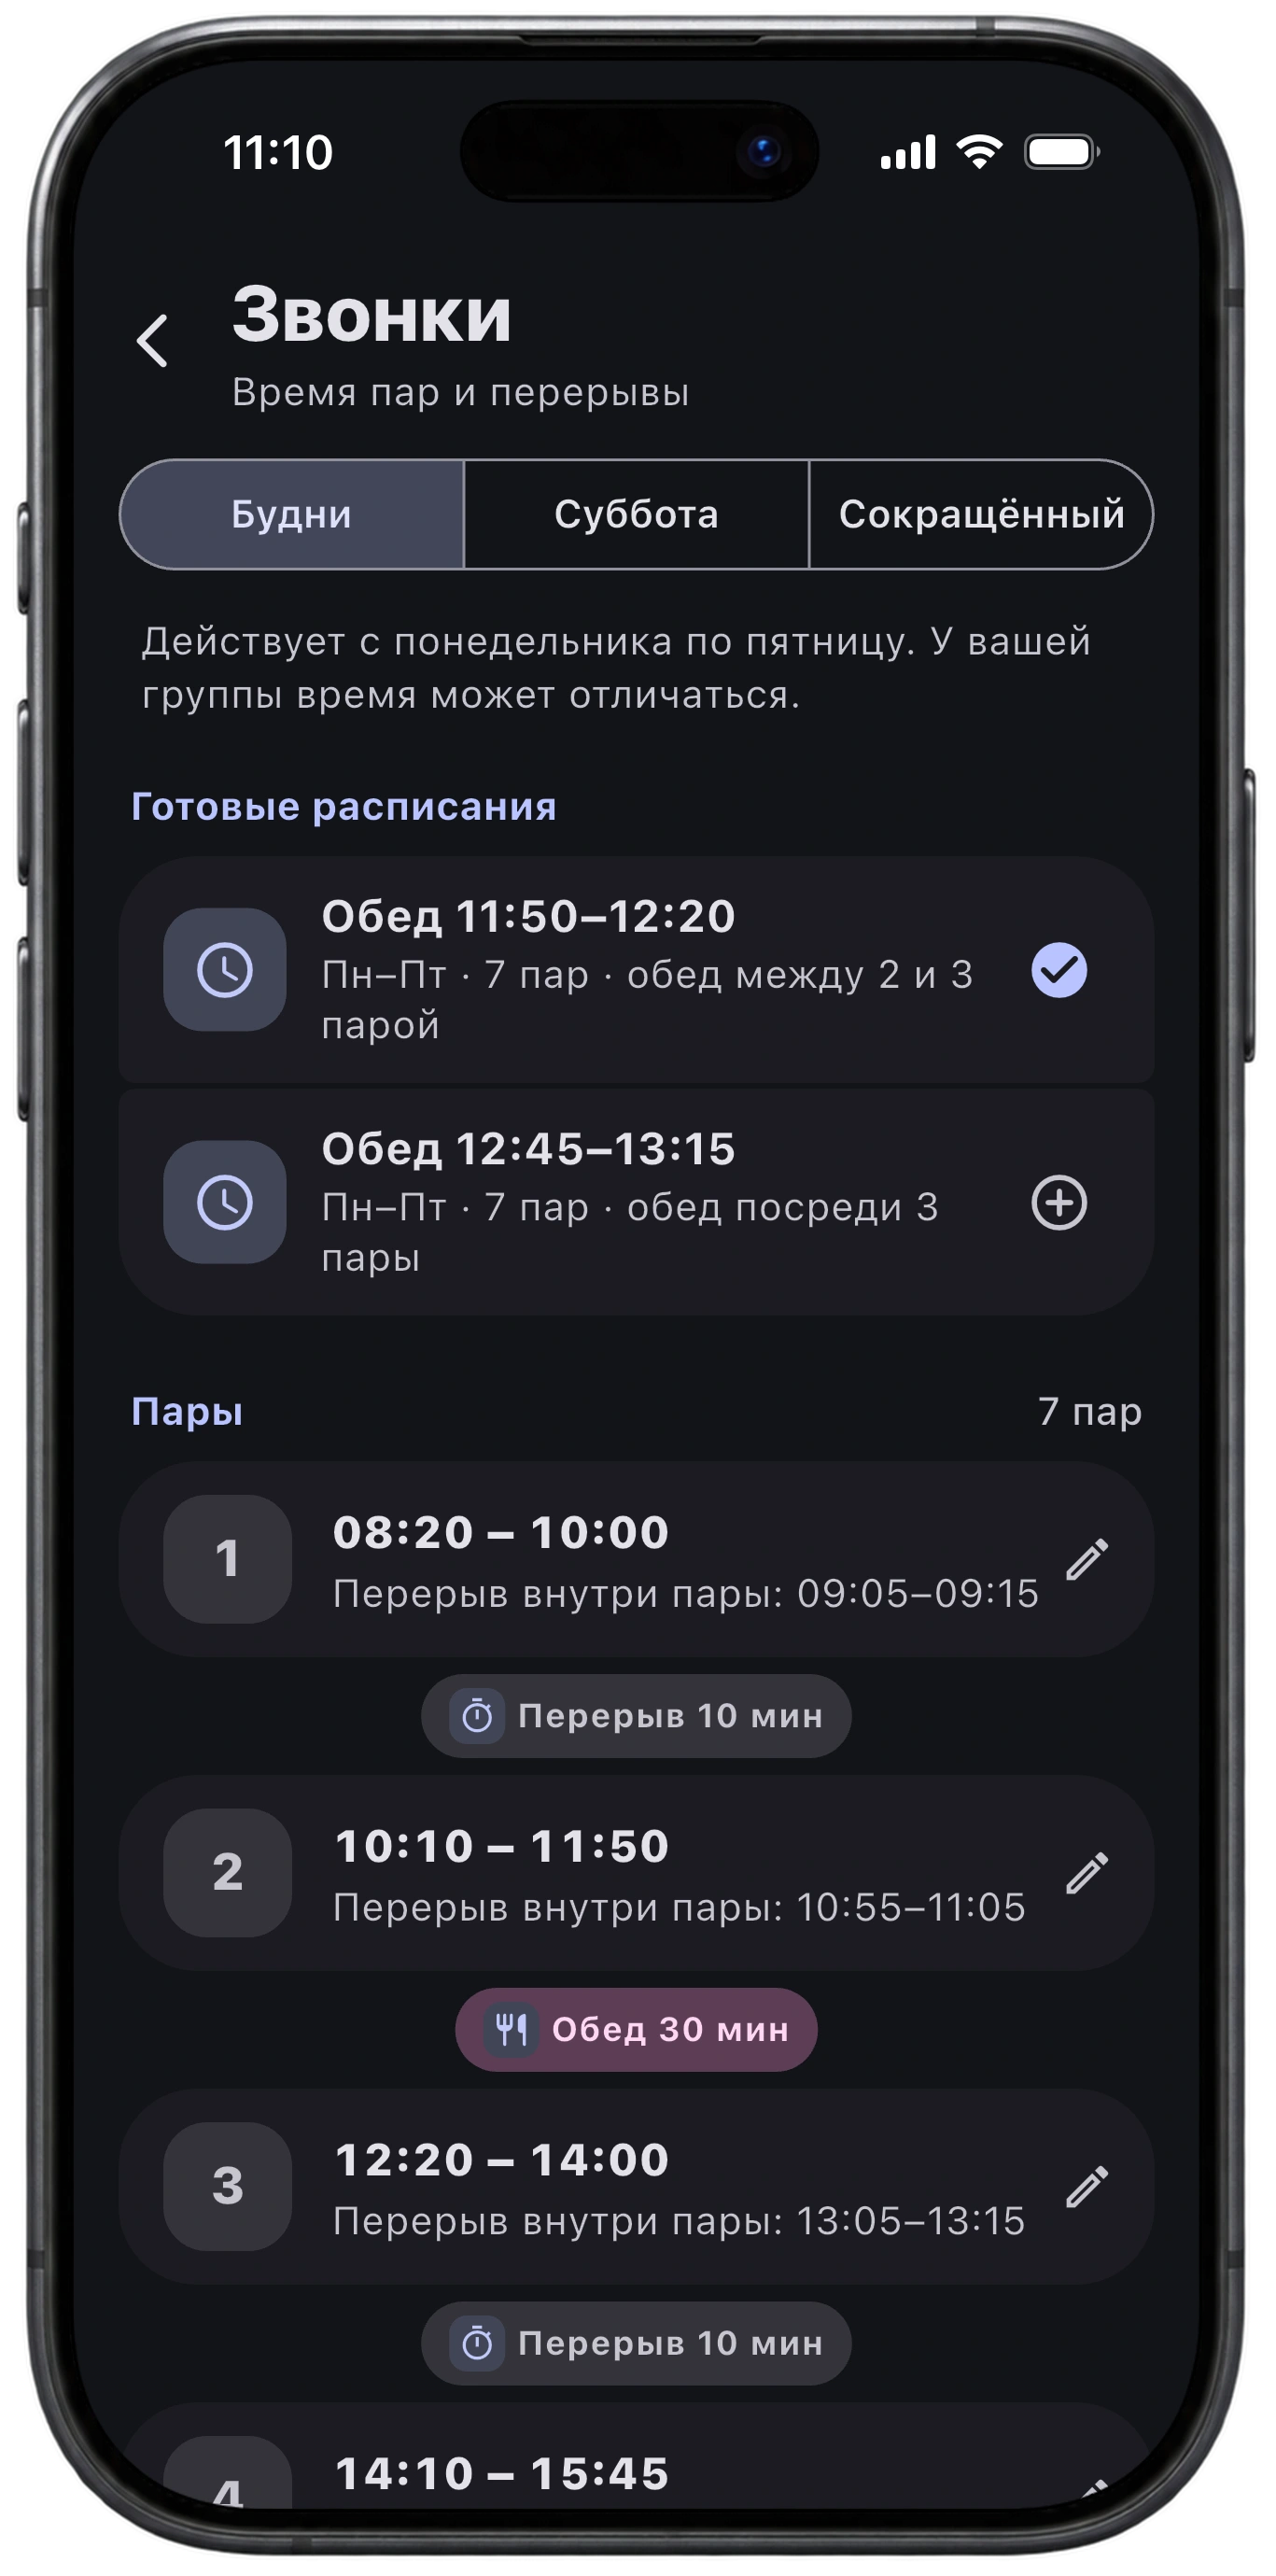 11:10
Звонки
Время пар и перерывы
Будни
Суббота
Сокращённый
Действует с понедельника по пятницу. У вашей
группы время может отличаться.
Готовые расписания
Обед 11:50–12:20
Пн–Пт · 7 пар · обед между 2 и 3
парой
Обед 12:45–13:15
Пн–Пт · 7 пар · обед посреди 3
пары
Пары
7 пар
1
08:20 – 10:00
Перерыв внутри пары: 09:05–09:15
Перерыв 10 мин
2
10:10 – 11:50
Перерыв внутри пары: 10:55–11:05
Обед 30 мин
3
12:20 – 14:00
Перерыв внутри пары: 13:05–13:15
Перерыв 10 мин
4
14:10 – 15:45